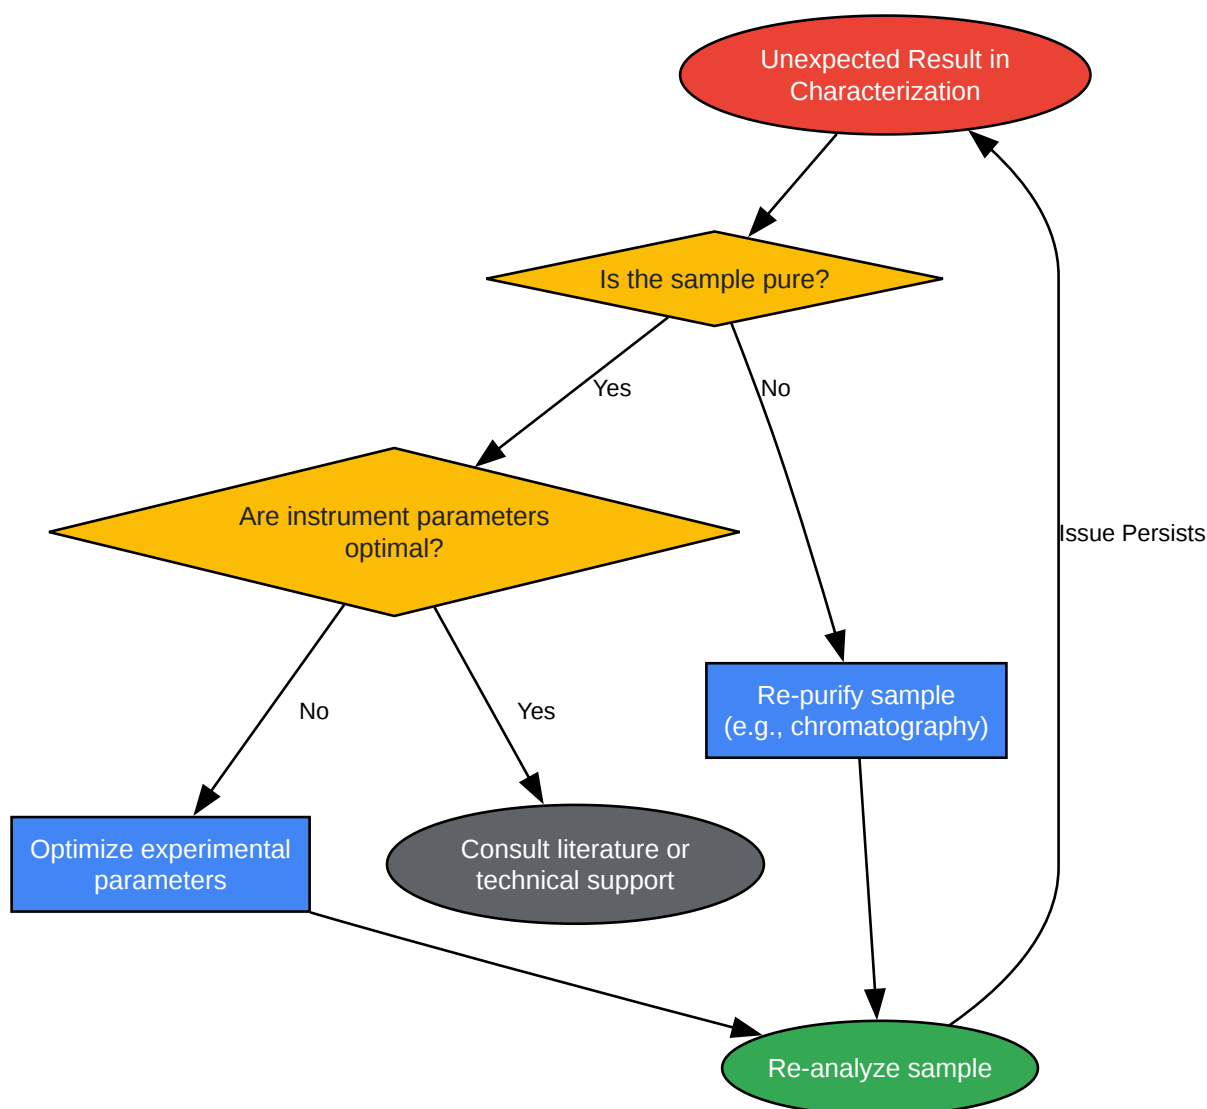 Unexpected Result in
Characterization
Is the sample pure?
Yes
No
Are instrument parameters
optimal?
Issue Persists
No
Yes
Re-purify sample
(e.g., chromatography)
Optimize experimental
parameters
Consult literature or
technical support
Re-analyze sample